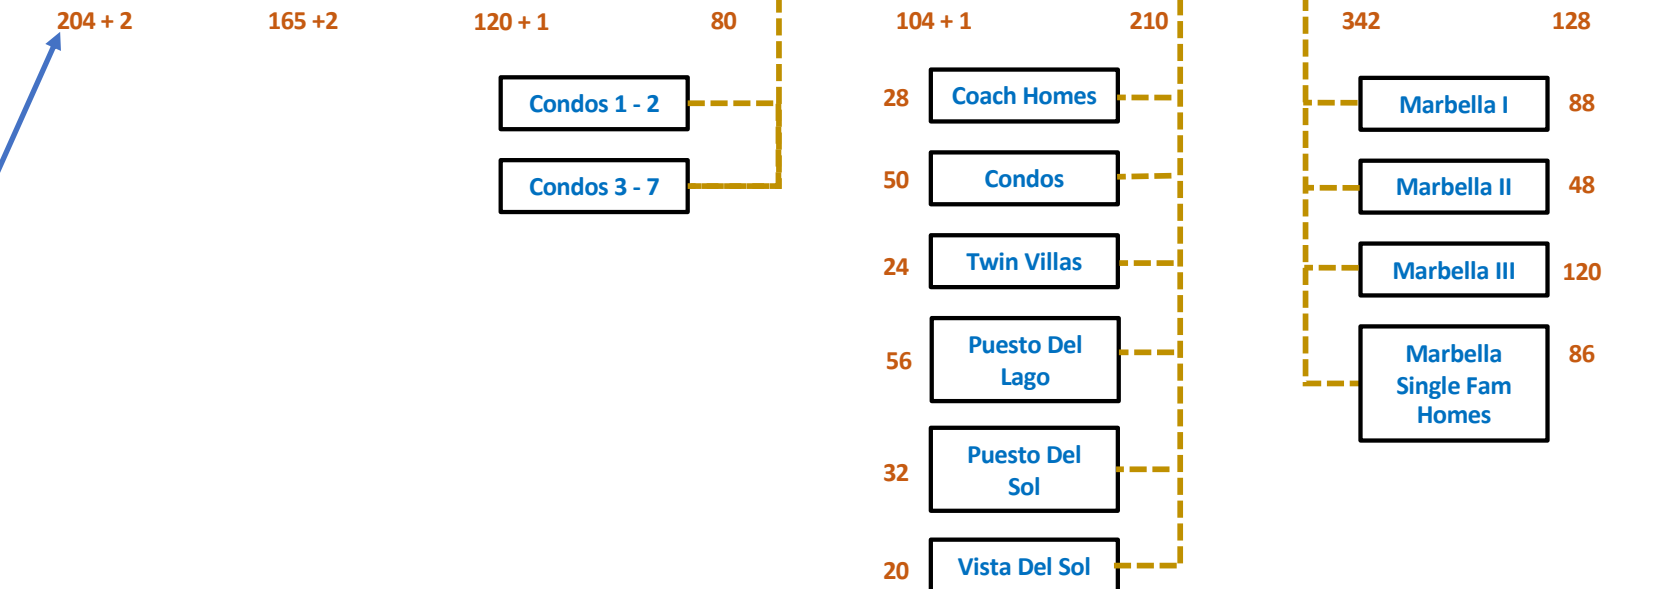 204 + 2
165 +2
120 + 1
80
104 + 1
210
342
128
Condos 1 - 2
Condos 3 - 7
28
Coach Homes
50
Condos
24
Twin Villas
56
Puesto Del
Lago
32
Puesto Del
Sol
20
Vista Del Sol
Marbella I
88
Marbella II
48
Marbella III
120
Marbella
Single Fam
Homes
86